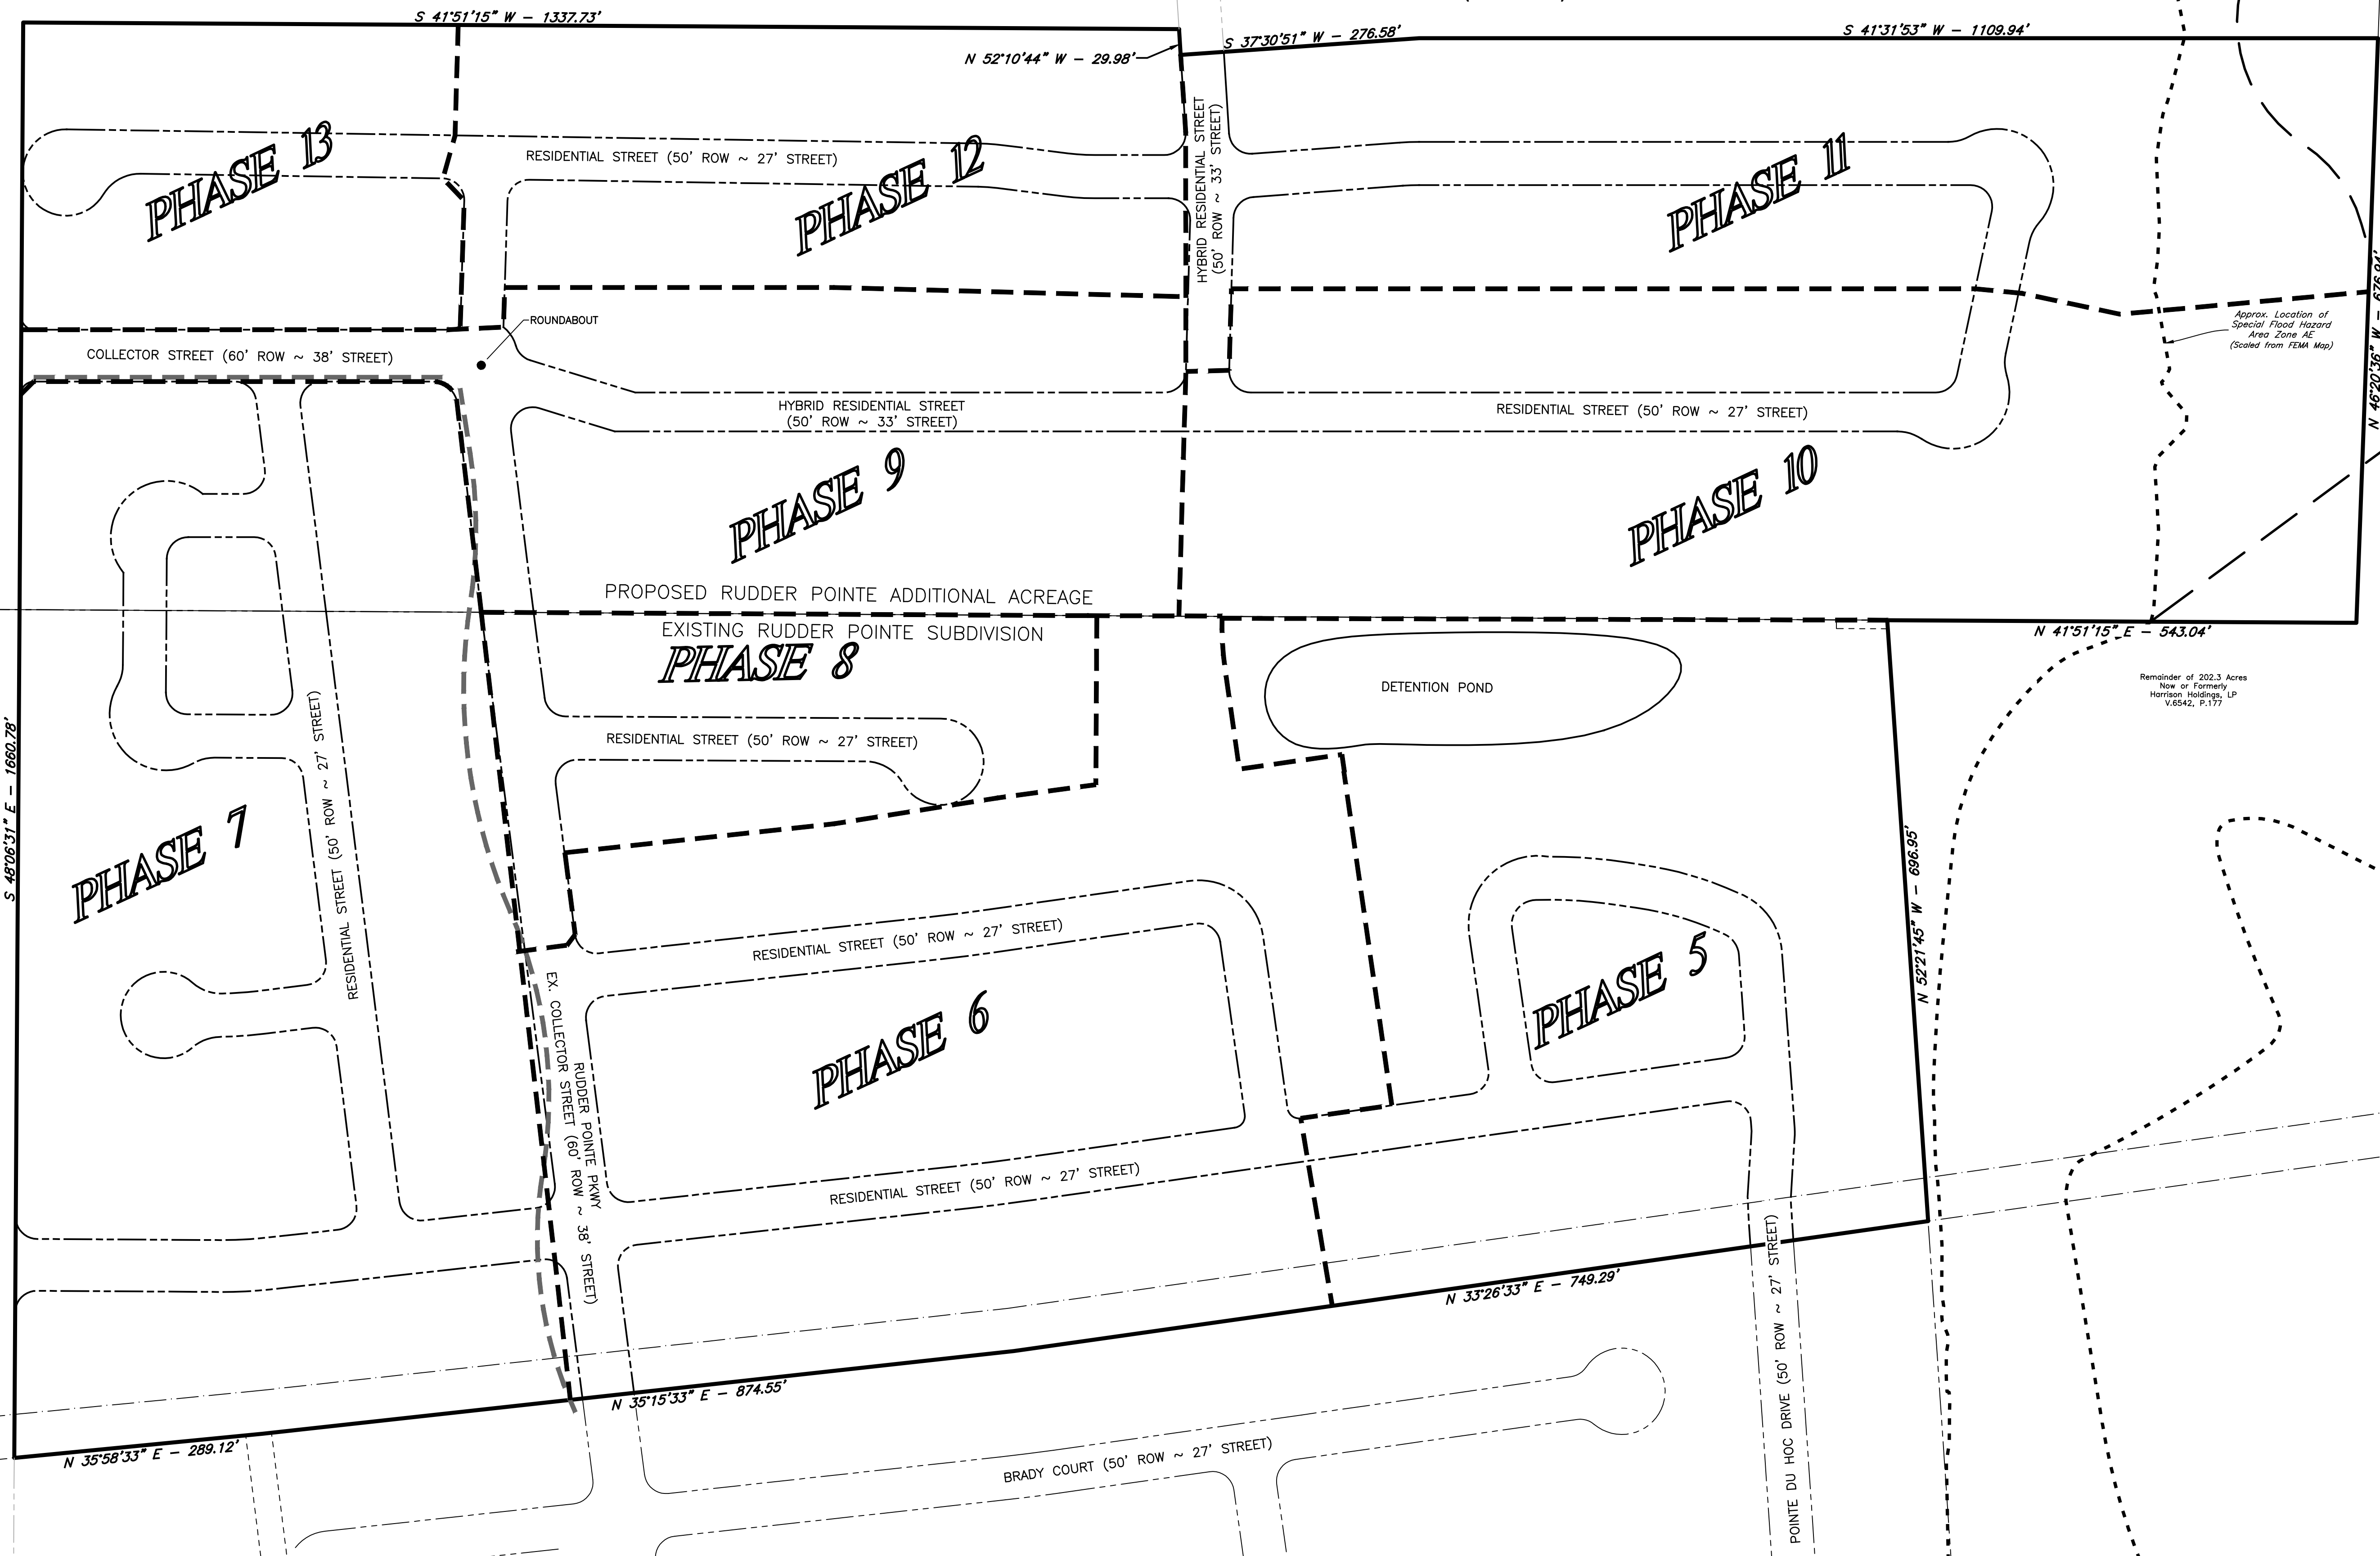 S 41°51'15" W – 1337.73'
S 37°30'51" W – 276.58'
S 41°31'53" W – 1109.94'
N 52°10'44" W – 29.98'
HYBRID RESIDENTIAL STREET
(50' ROW ~ 33' STREET)
PHASE 13
RESIDENTIAL STREET (50' ROW ~ 27' STREET)
PHASE 12
PHASE 11
N 46°20'36" W – 676.94'
ROUNDABOUT
Approx. Location of
Special Flood Hazard
Area Zone AE
(Scaled from FEMA Map)
COLLECTOR STREET (60' ROW ~ 38' STREET)
HYBRID RESIDENTIAL STREET
(50' ROW ~ 33' STREET)
RESIDENTIAL STREET (50' ROW ~ 27' STREET)
PHASE 9
PHASE 10
PROPOSED RUDDER POINTE ADDITIONAL ACREAGE
EXISTING RUDDER POINTE SUBDIVISION
N 41°51'15" E – 543.04'
PHASE 8
DETENTION POND
Remainder of 202.3 Acres
Now or Formerly
Harrison Holdings, LP
V.6542, P.177
RESIDENTIAL STREET (50' ROW ~ 27' STREET)
S 48°06'31" E – 1660.78'
RESIDENTIAL STREET (50' ROW ~ 27' STREET)
PHASE 7
N 52°21'45" W – 696.95'
RESIDENTIAL STREET (50' ROW ~ 27' STREET)
PHASE 5
PHASE 6
RUDDER POINTE PKWY
EX. COLLECTOR STREET (60' ROW ~ 38' STREET)
RESIDENTIAL STREET (50' ROW ~ 27' STREET)
N 33°26'33" E – 749.29'
POINTE DU HOC DRIVE (50' ROW ~ 27' STREET)
N 35°15'33" E – 874.55'
N 35°58'33" E – 289.12'
BRADY COURT (50' ROW ~ 27' STREET)